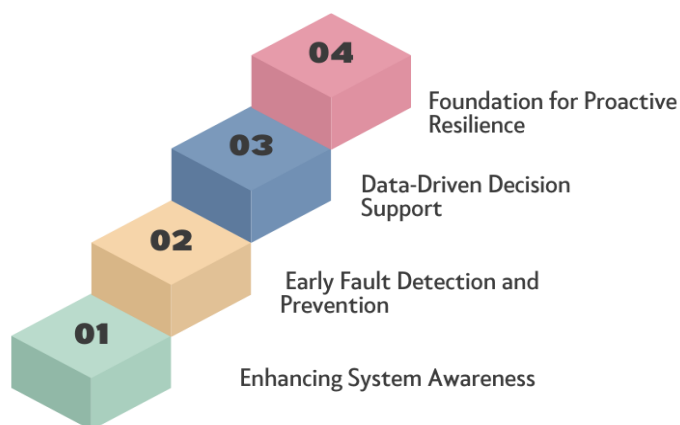 04
Foundation for Proactive
Resilience
03
Data-Driven Decision
Support
02
Early Fault Detection and
Prevention
01
Enhancing System Awareness